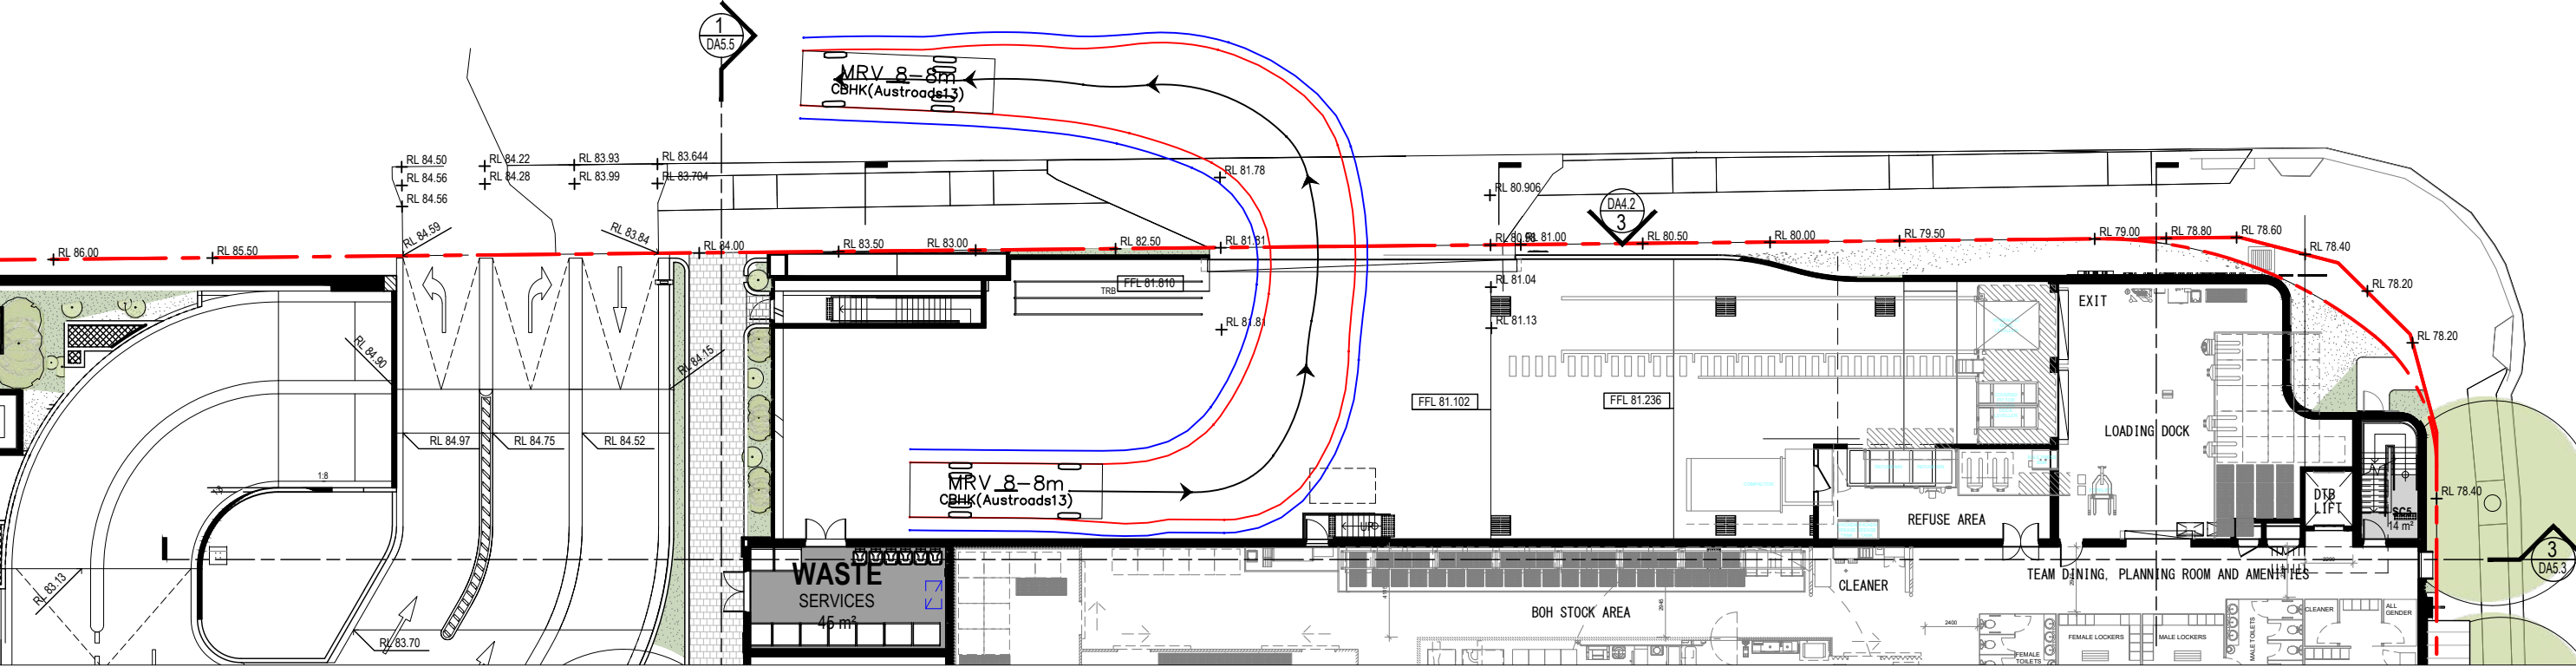 1
DA5.5
MRV 8-8m
CBHK(Austroads13)
RL 84.50
RL 84.22
RL 83.93
RL 83.644
RL 84.56
RL 84.28
RL 83.99
RL 83.704
RL 84.56
RL 81.78
RL 80.906
DA4.2
3
RL 86.00
RL 85.50
RL 84.59
RL 83.84
RL 84.00
RL 83.50
RL 83.00
RL 82.50
RL 81.81
RL 81.00
RL 80.50
RL 80.00
RL 79.50
RL 79.00
RL 78.80
RL 78.60
RL 78.40
RL 78.20
RL 78.20
FFL 81.810
TRB
RL 81.04
RL 81.13
RL 81.81
EXIT
RL 84.90
RL 84.15
FFL 81.102
FFL 81.236
LOADING DOCK
RL 84.97
RL 84.75
RL 84.52
1:8
MRV 8-8m
CBHK(Austroads13)
UP
REFUSE AREA
DTB
LIFT
RL 78.40
SC5
14 m²
3
DA5.3
WASTE
SERVICES
45 m²
CLEANER
BOH STOCK AREA
TEAM DINING, PLANNING ROOM AND AMENITIES
2200
2946
2400
RL 83.13
RL 83.70
FEMALE
TOILETS
FEMALE LOCKERS
MALE LOCKERS
MALE TOILETS
CLEANER
ALL
GENDER